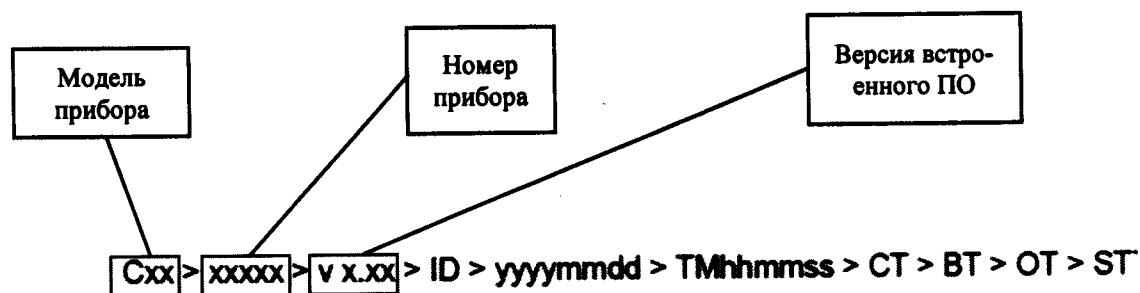 Модель
прибора
Номер
прибора
Версия встро-
енного ПО
Cxx > xxxxx > v x.xx > ID > yyyymmdd > TMhhmmss > CT > BT > OT > ST